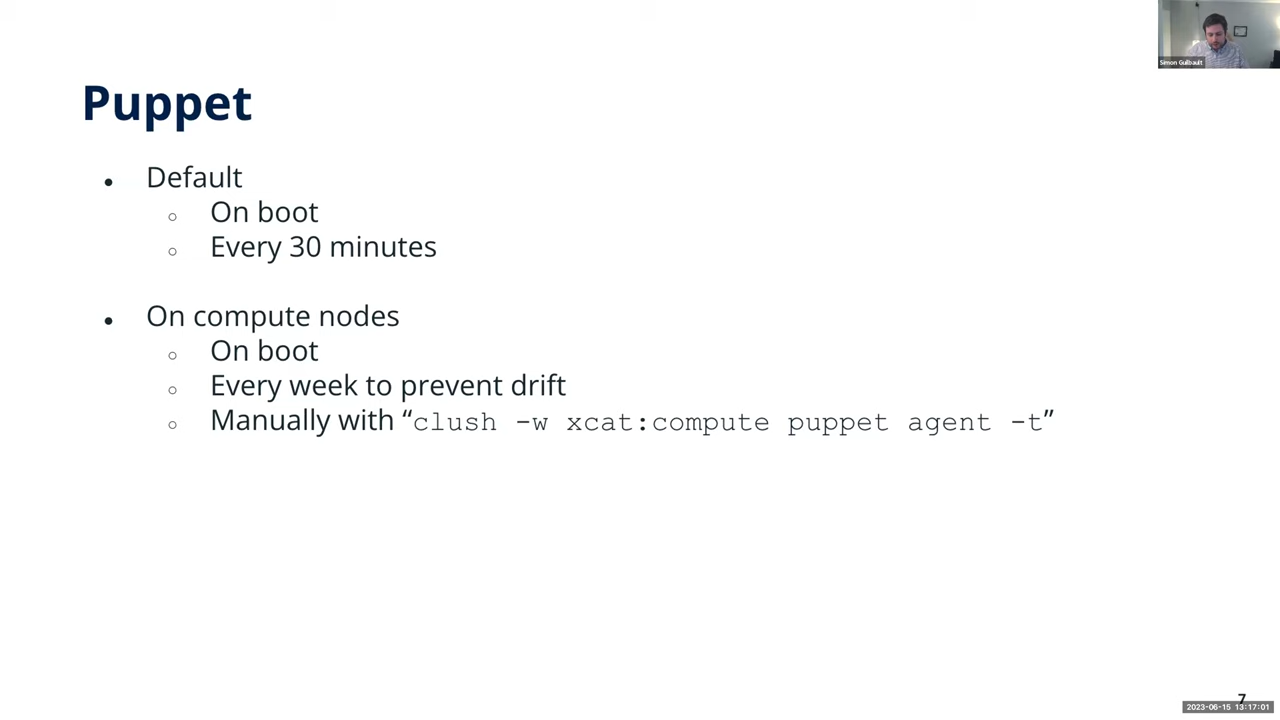 Simon Guilbault
Puppet
● Default
○ On boot
○ Every 30 minutes
● On compute nodes
○ On boot
○ Every week to prevent drift
○ Manually with “clush -w xcat:compute puppet agent -t”
7
2023-06-15 13:17:01